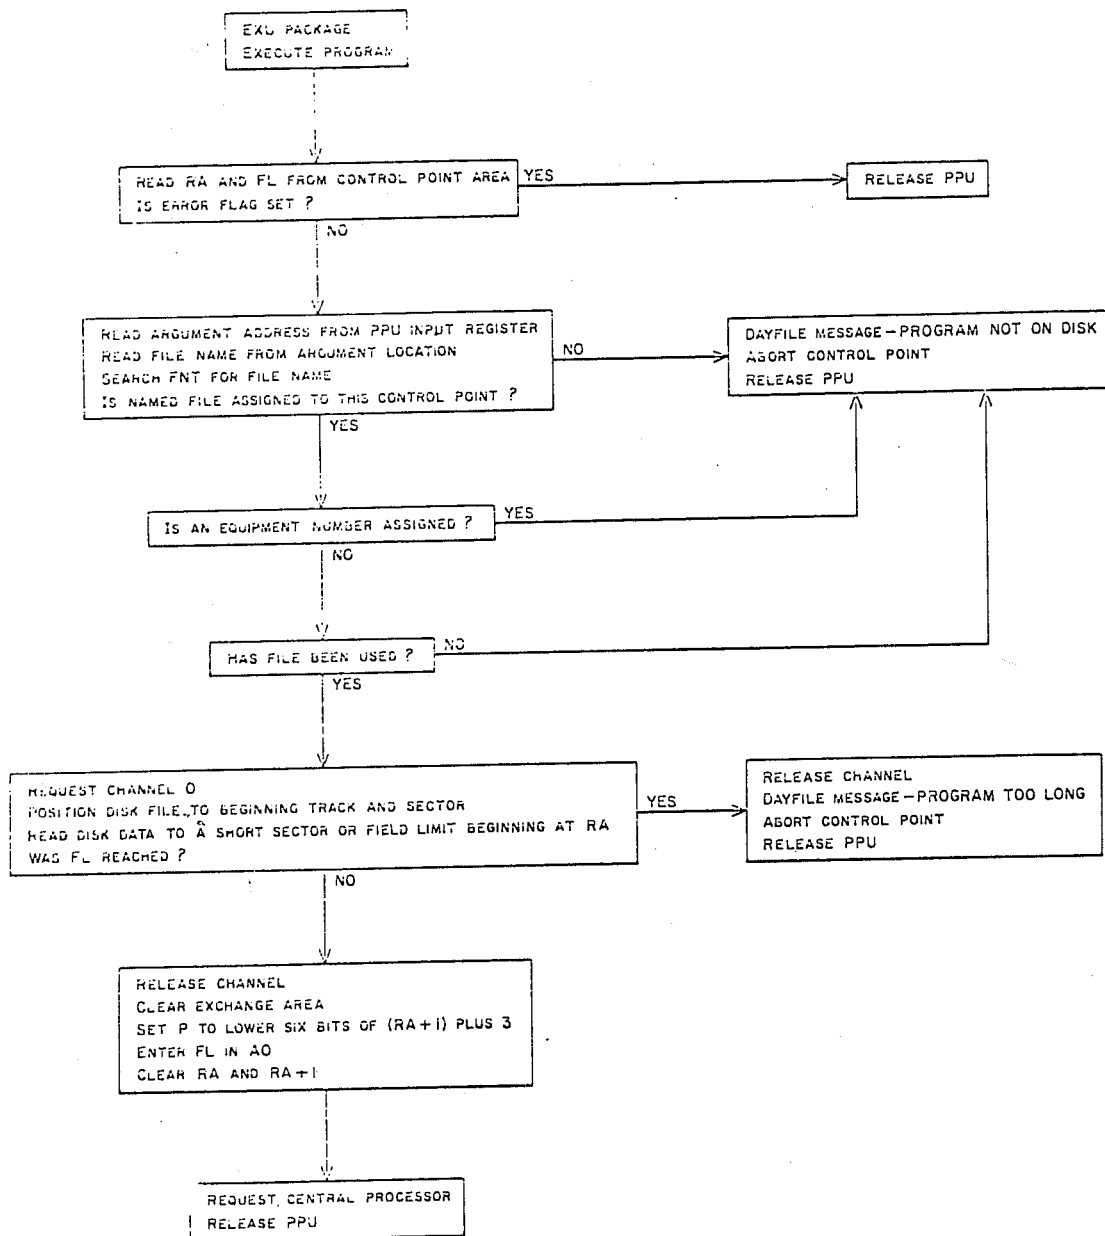 EXU PACKAGE
EXECUTE PROGRAM
READ RA AND FL FROM CONTROL POINT AREA
IS ERROR FLAG SET ?
YES
RELEASE PPU
NO
READ ARGUMENT ADDRESS FROM PPU INPUT REGISTER
READ FILE NAME FROM ARGUMENT LOCATION
SEARCH FNT FOR FILE NAME
IS NAMED FILE ASSIGNED TO THIS CONTROL POINT ?
NO
DAYFILE MESSAGE—PROGRAM NOT ON DISK
ABORT CONTROL POINT
RELEASE PPU
YES
IS AN EQUIPMENT NUMBER ASSIGNED ?
YES
NO
HAS FILE BEEN USED ?
NO
YES
REQUEST CHANNEL 0
POSITION DISK FILE TO BEGINNING TRACK AND SECTOR
READ DISK DATA TO A SHORT SECTOR OR FIELD LIMIT BEGINNING AT RA
WAS FL REACHED ?
YES
RELEASE CHANNEL
DAYFILE MESSAGE—PROGRAM TOO LONG
ABORT CONTROL POINT
RELEASE PPU
NO
RELEASE CHANNEL
CLEAR EXCHANGE AREA
SET P TO LOWER SIX BITS OF (RA+1) PLUS 3
ENTER FL IN A0
CLEAR RA AND RA+1
REQUEST CENTRAL PROCESSOR
RELEASE PPU